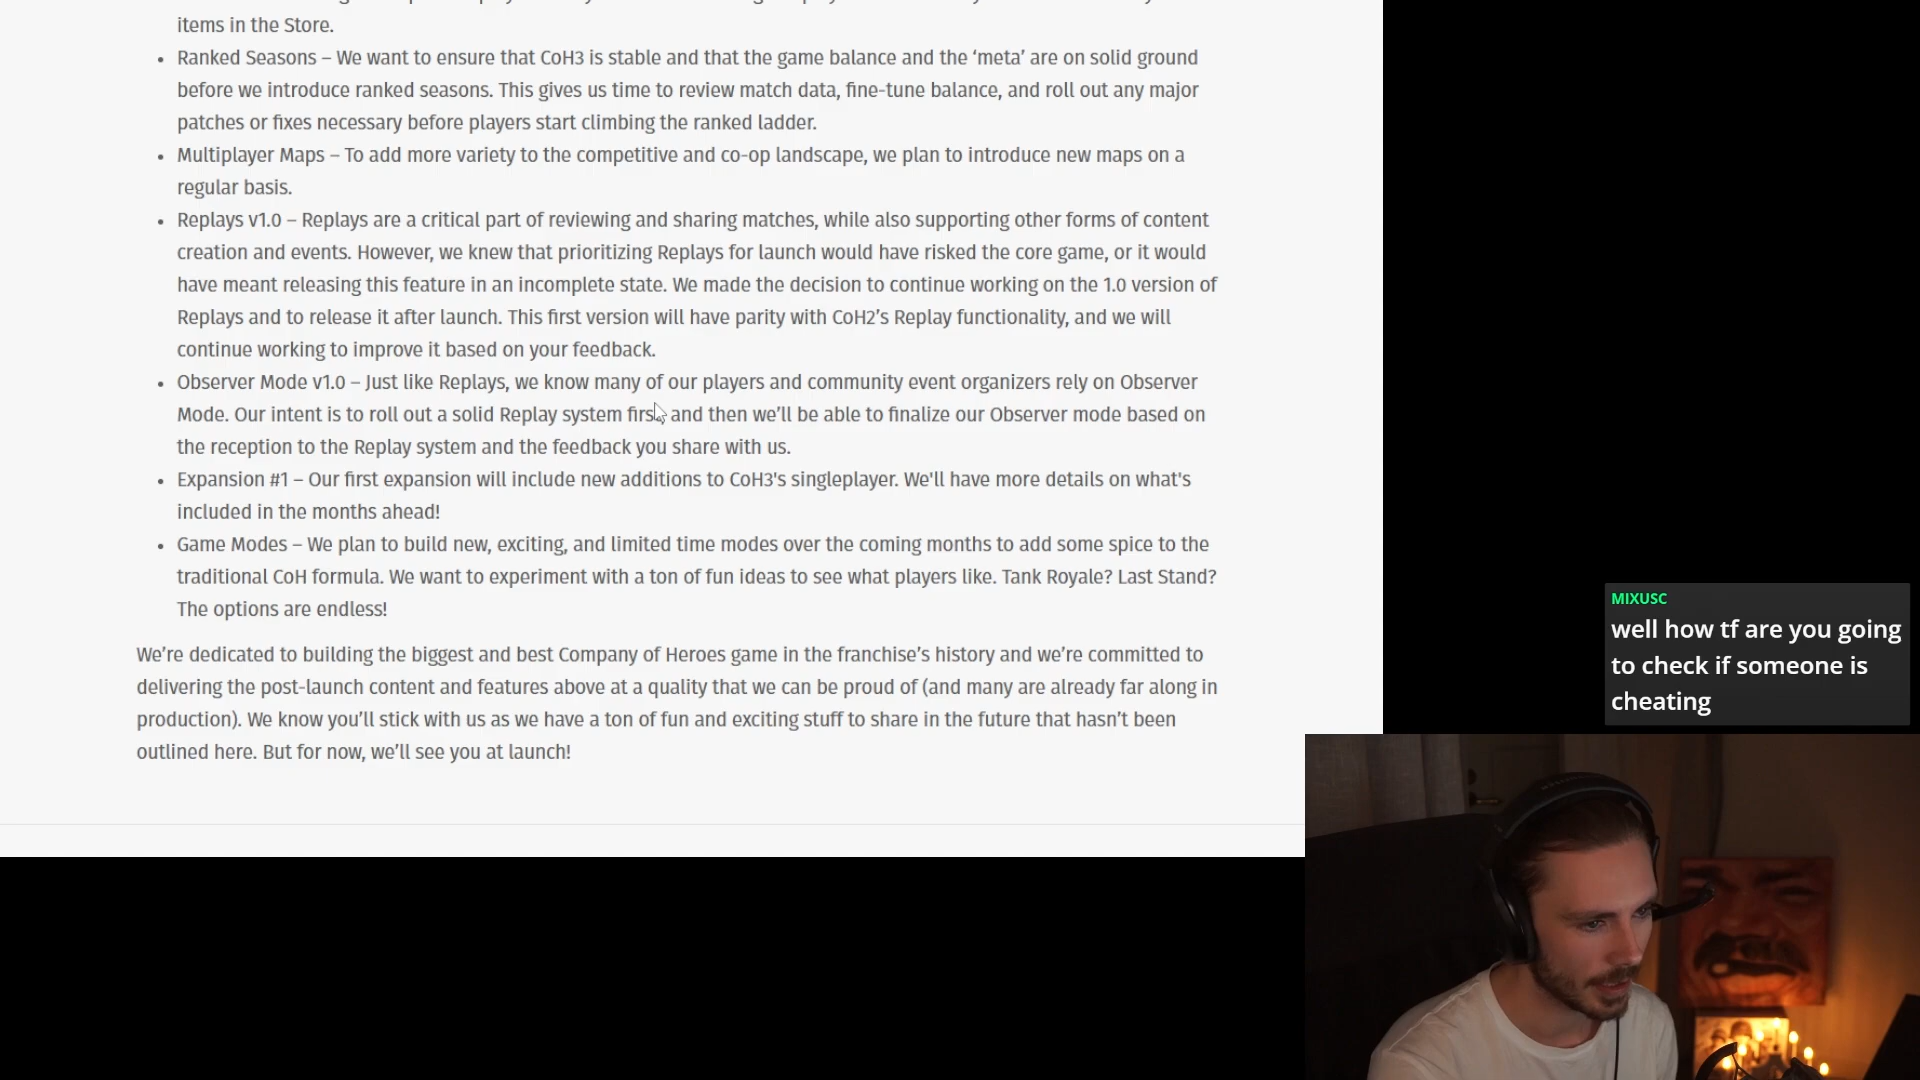 items in the Store.
• Ranked Seasons – We want to ensure that CoH3 is stable and that the game balance and the ‘meta’ are on solid ground
before we introduce ranked seasons. This gives us time to review match data, fine-tune balance, and roll out any major
patches or fixes necessary before players start climbing the ranked ladder.
• Multiplayer Maps – To add more variety to the competitive and co-op landscape, we plan to introduce new maps on a
regular basis.
• Replays v1.0 – Replays are a critical part of reviewing and sharing matches, while also supporting other forms of content
creation and events. However, we knew that prioritizing Replays for launch would have risked the core game, or it would
have meant releasing this feature in an incomplete state. We made the decision to continue working on the 1.0 version of
Replays and to release it after launch. This first version will have parity with CoH2’s Replay functionality, and we will
continue working to improve it based on your feedback.
• Observer Mode v1.0 – Just like Replays, we know many of our players and community event organizers rely on Observer
Mode. Our intent is to roll out a solid Replay system first, and then we’ll be able to finalize our Observer mode based on
the reception to the Replay system and the feedback you share with us.
• Expansion #1 – Our first expansion will include new additions to CoH3's singleplayer. We'll have more details on what's
included in the months ahead!
• Game Modes – We plan to build new, exciting, and limited time modes over the coming months to add some spice to the
traditional CoH formula. We want to experiment with a ton of fun ideas to see what players like. Tank Royale? Last Stand?
The options are endless!
We’re dedicated to building the biggest and best Company of Heroes game in the franchise’s history and we’re committed to
delivering the post-launch content and features above at a quality that we can be proud of (and many are already far along in
production). We know you’ll stick with us as we have a ton of fun and exciting stuff to share in the future that hasn’t been
outlined here. But for now, we’ll see you at launch!
MIXUSC
well how tf are you going
to check if someone is
cheating